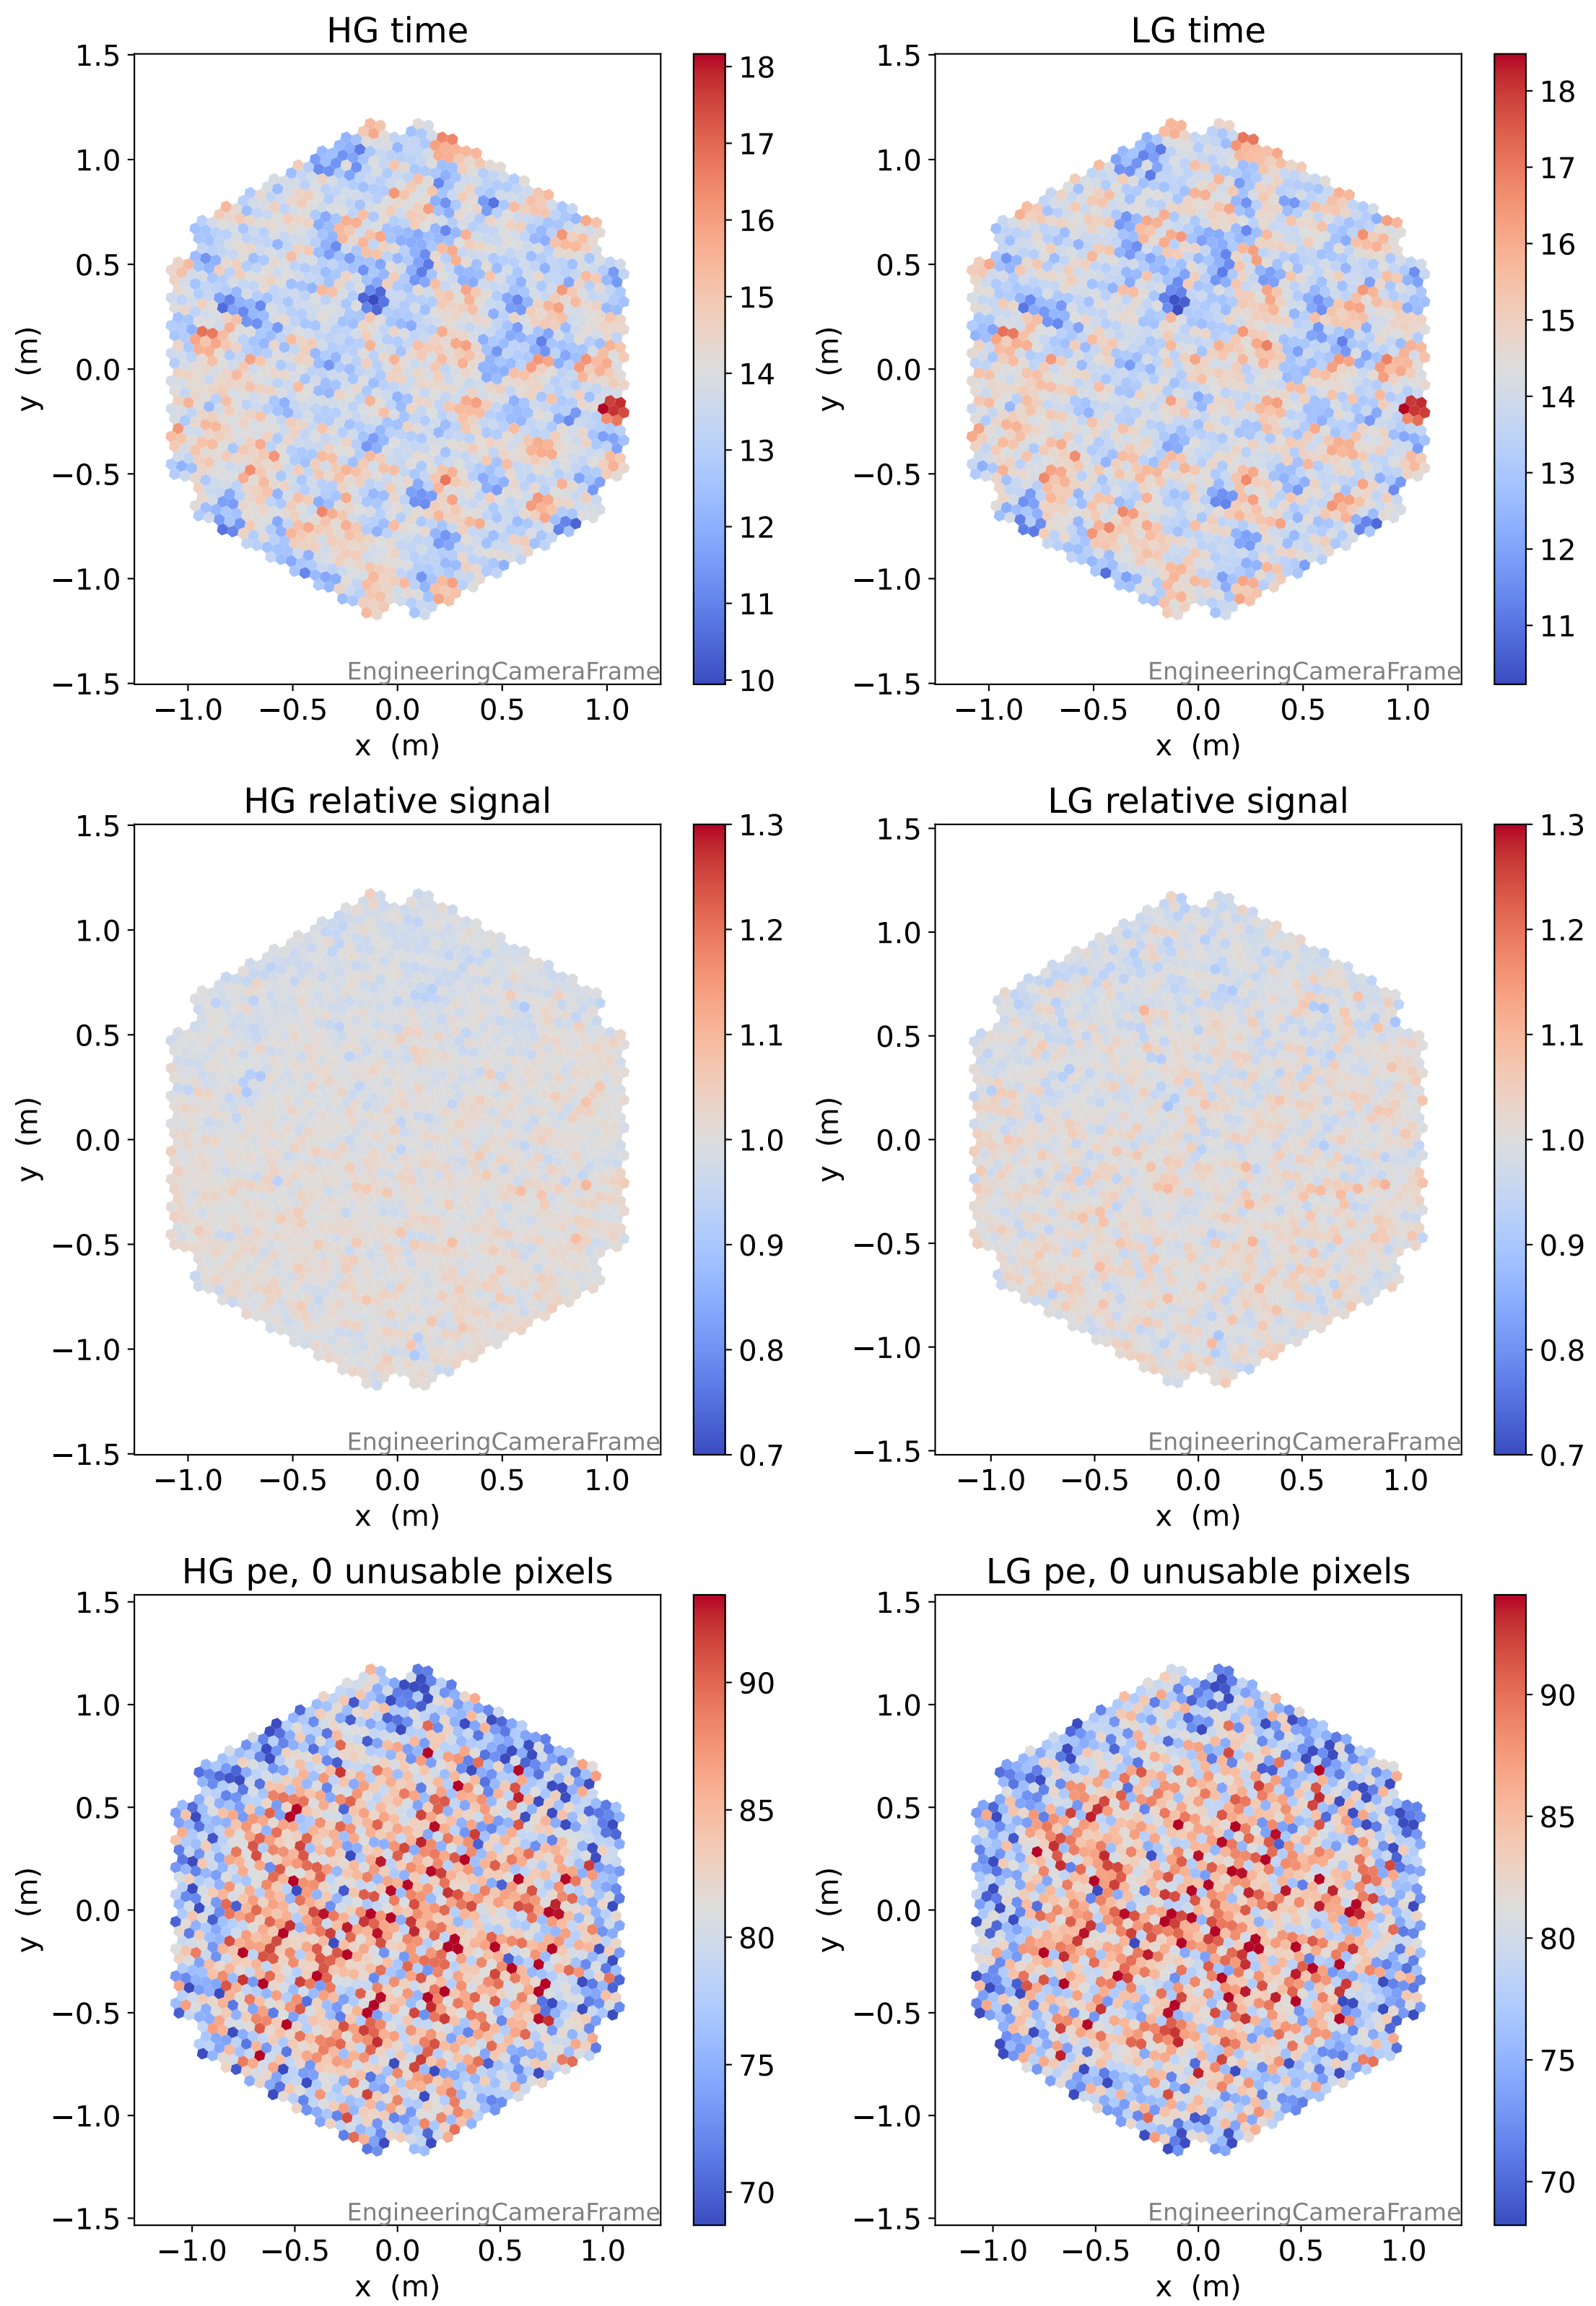 HG time
LG time
1.5
1.0
0.5
0.0
−0.5
−1.0
−1.5
y (m)
−1.0 −0.5 0.0 0.5 1.0
x (m)
EngineeringCameraFrame
18
17
16
15
14
13
12
11
10
1.5
1.0
0.5
0.0
−0.5
−1.0
−1.5
y (m)
−1.0 −0.5 0.0 0.5 1.0
x (m)
EngineeringCameraFrame
18
17
16
15
14
13
12
11
HG relative signal
LG relative signal
1.5
1.0
0.5
0.0
−0.5
−1.0
−1.5
y (m)
−1.0 −0.5 0.0 0.5 1.0
x (m)
EngineeringCameraFrame
1.3
1.2
1.1
1.0
0.9
0.8
0.7
1.5
1.0
0.5
0.0
−0.5
−1.0
−1.5
y (m)
−1.0 −0.5 0.0 0.5 1.0
x (m)
EngineeringCameraFrame
1.3
1.2
1.1
1.0
0.9
0.8
0.7
HG pe, 0 unusable pixels
LG pe, 0 unusable pixels
1.5
1.0
0.5
0.0
−0.5
−1.0
−1.5
y (m)
−1.0 −0.5 0.0 0.5 1.0
x (m)
EngineeringCameraFrame
90
85
80
75
70
1.5
1.0
0.5
0.0
−0.5
−1.0
−1.5
y (m)
−1.0 −0.5 0.0 0.5 1.0
x (m)
EngineeringCameraFrame
90
85
80
75
70